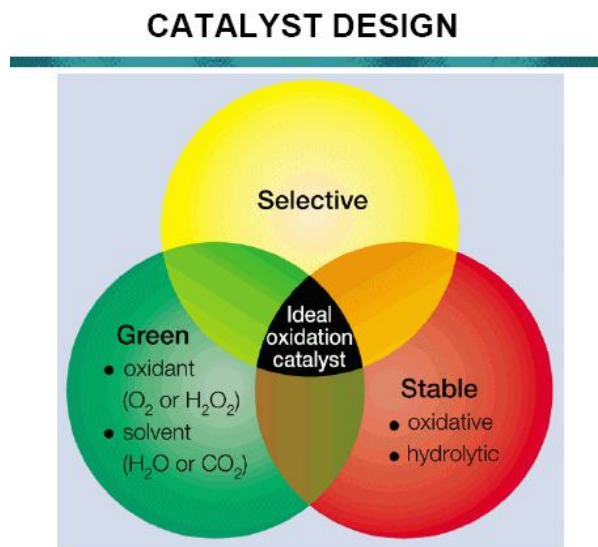 CATALYST DESIGN
Selective
Ideal
oxidation
catalyst
Green
• oxidant
(O₂ or H₂O₂)
• solvent
(H₂O or CO₂)
Stable
• oxidative
• hydrolytic